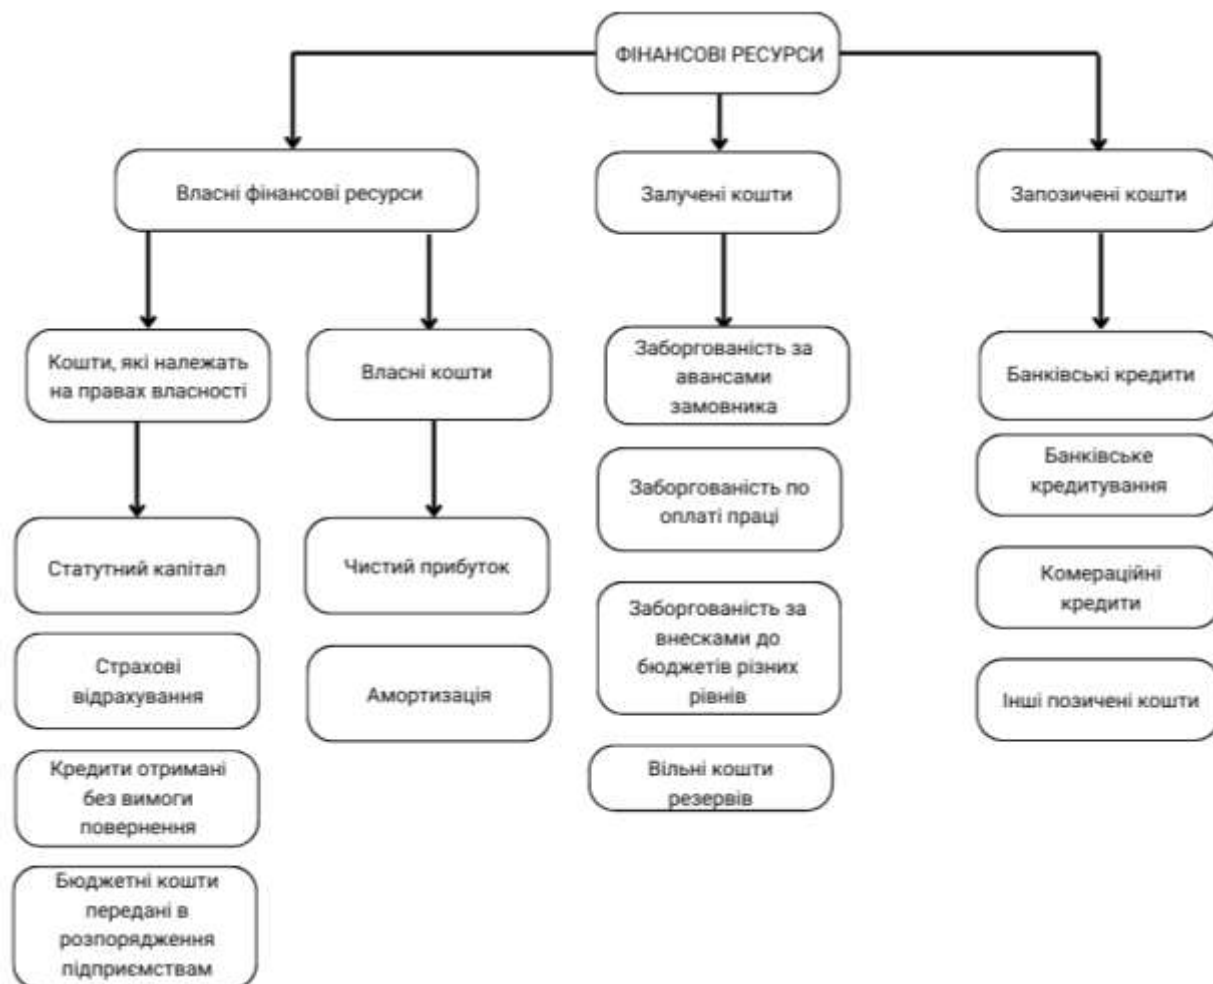 ФІНАНСОВІ РЕСУРСИ
Власні фінансові ресурси
Залучені кошти
Запозичені кошти
Кошти, які належать
на правах власності
Власні кошти
Заборгованість за
авансами
замовника
Банківські кредити
Статутний капітал
Страхові
відрахування
Кредити отримані
без вимоги
повернення
Бюджетні кошти
передані в
розпорядження
підприємствам
Чистий прибуток
Амортизація
Заборгованість по
оплаті праці
Заборгованість за
внесками до
бюджетів різних
рівнів
Вільні кошти
резервів
Банківське
кредитування
Комераційні
кредити
Інші позичені кошти